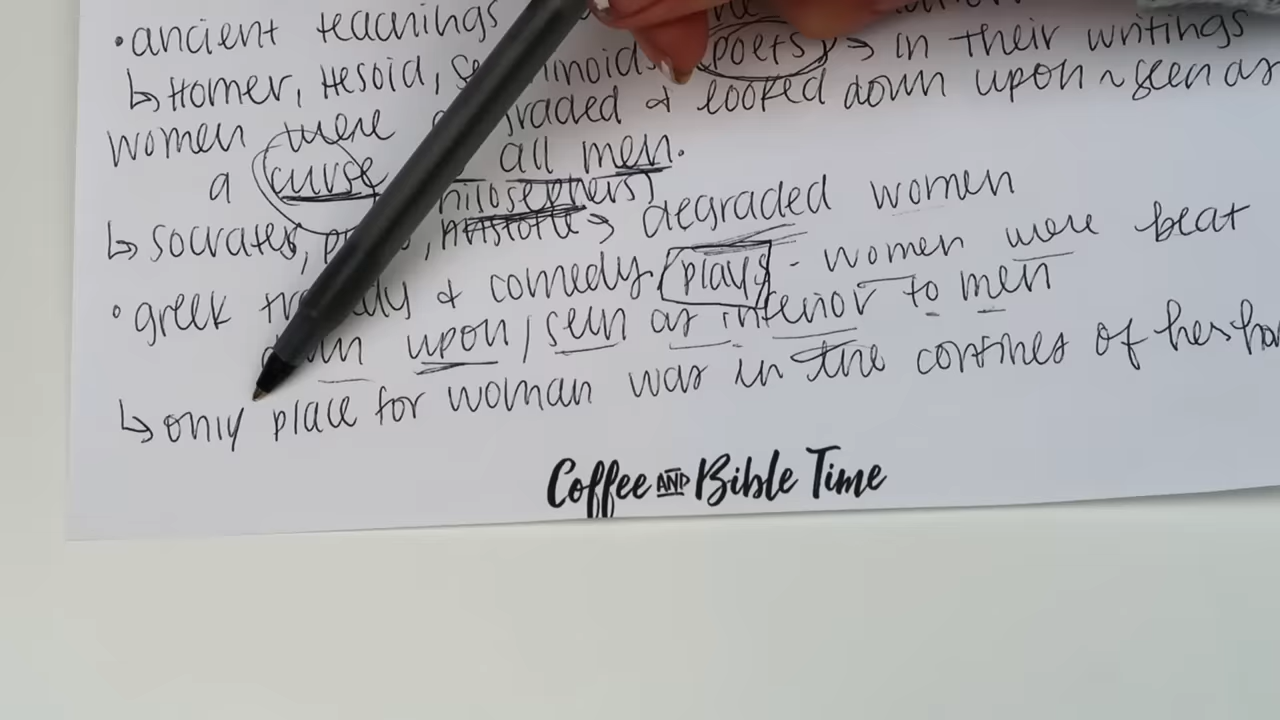 • ancient teachings
↳ Homer, Hesoid, poets → in their writings
women were & looked down upon ~ seen as
a curse all men.
↳ socrates, → degraded women
• greek & comedy plays - women were beat
upon / seen as inferior to men
↳ only place for woman was in the confines of her
Coffee AND Bible Time